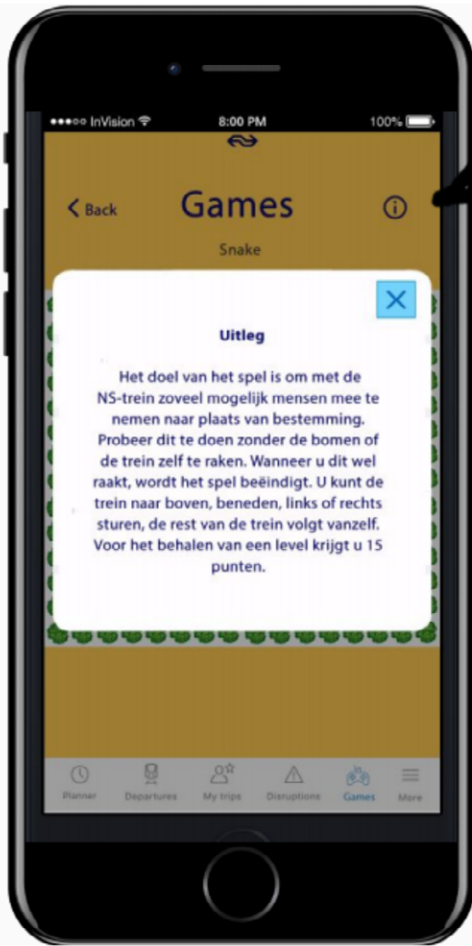 InVision 8:00 PM 100%
Back Games
Snake
Uitleg
Het doel van het spel is om met de
NS-trein zoveel mogelijk mensen mee te
nemen naar plaats van bestemming.
Probeer dit te doen zonder de bomen of
de trein zelf te raken. Wanneer u dit wel
raakt, wordt het spel beëindigt. U kunt de
trein naar boven, beneden, links of rechts
sturen, de rest van de trein volgt vanzelf.
Voor het behalen van een level krijgt u 15
punten.
Planner Departures My trips Disruptions Games More